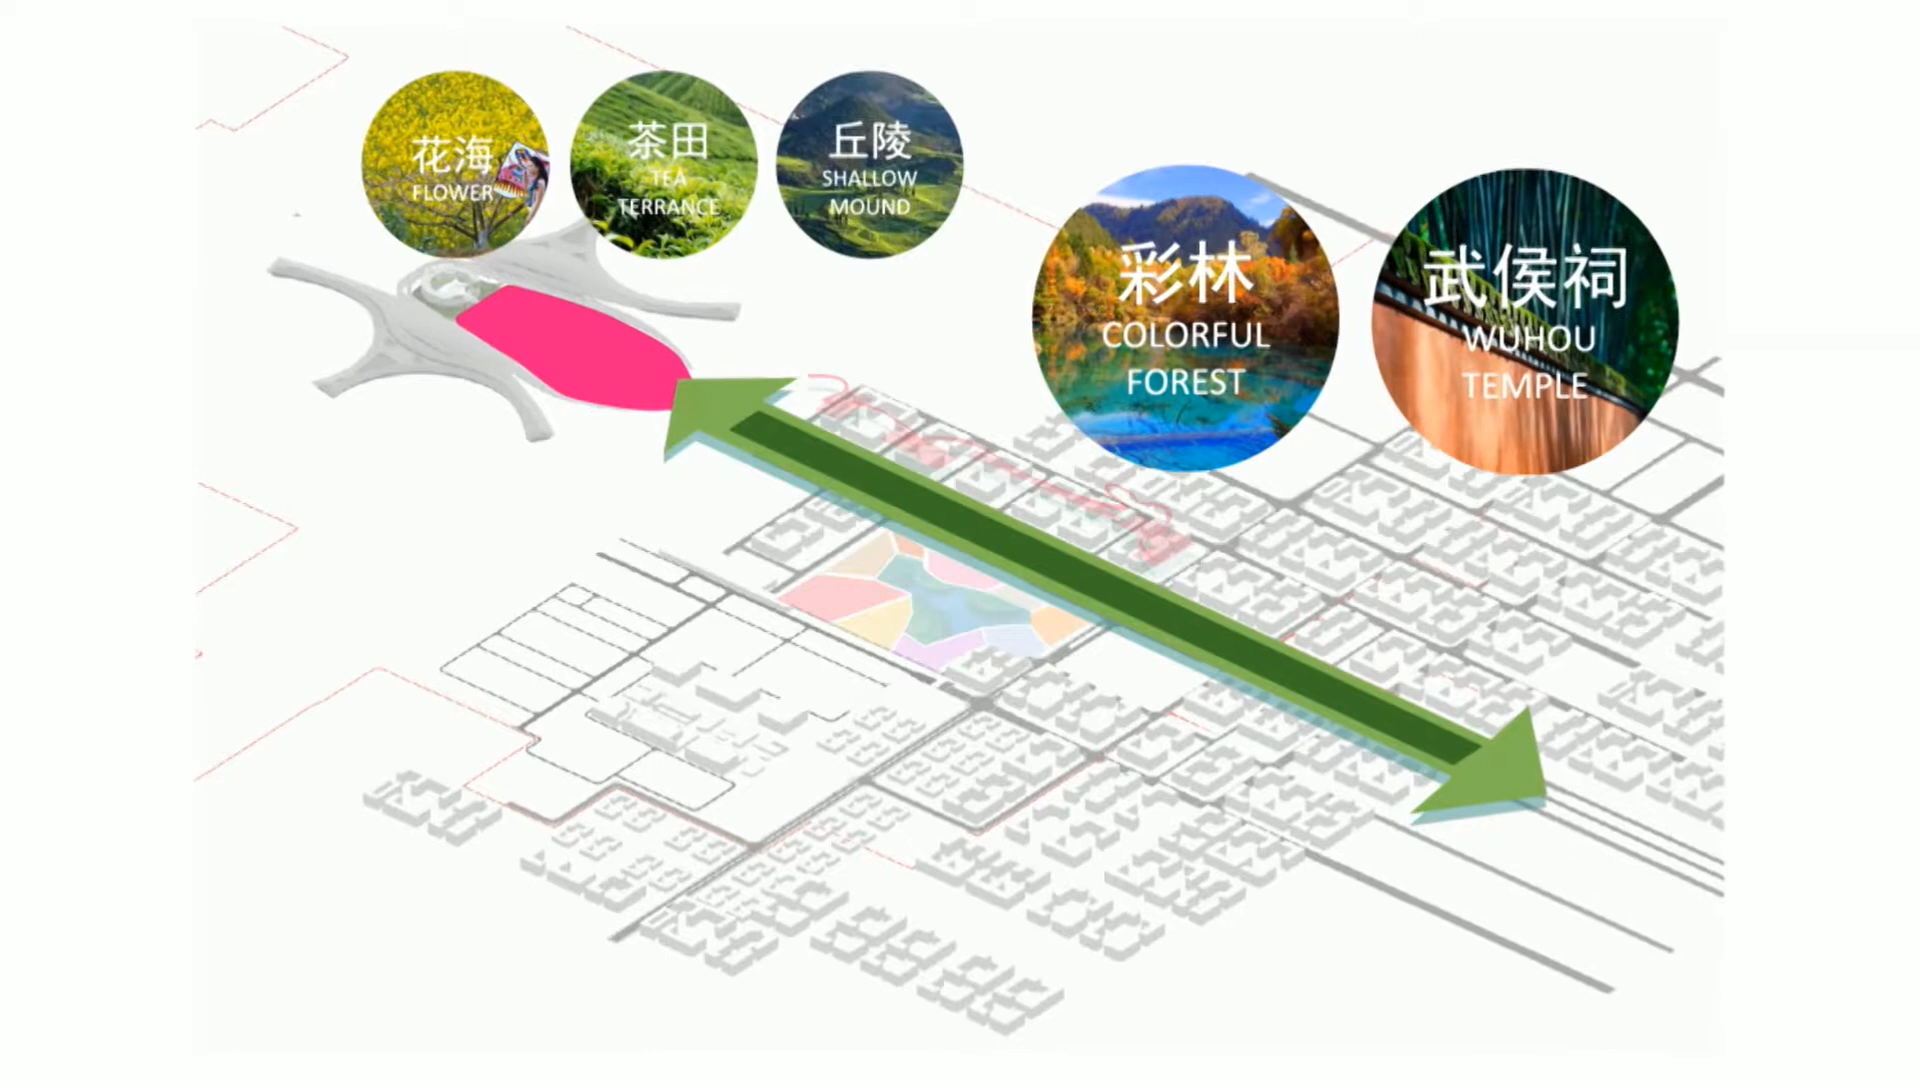 花海
FLOWER
茶田
TEA
TERRANCE
丘陵
SHALLOW
MOUND
彩林
COLORFUL
FOREST
武侯祠
WUHOU
TEMPLE